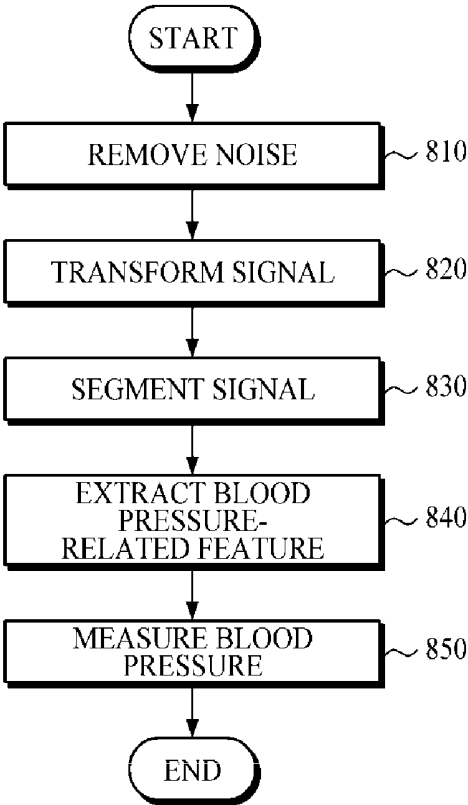 START
REMOVE NOISE
810
TRANSFORM SIGNAL
820
SEGMENT SIGNAL
830
EXTRACT BLOOD
PRESSURE-
RELATED FEATURE
840
MEASURE BLOOD
PRESSURE
850
END